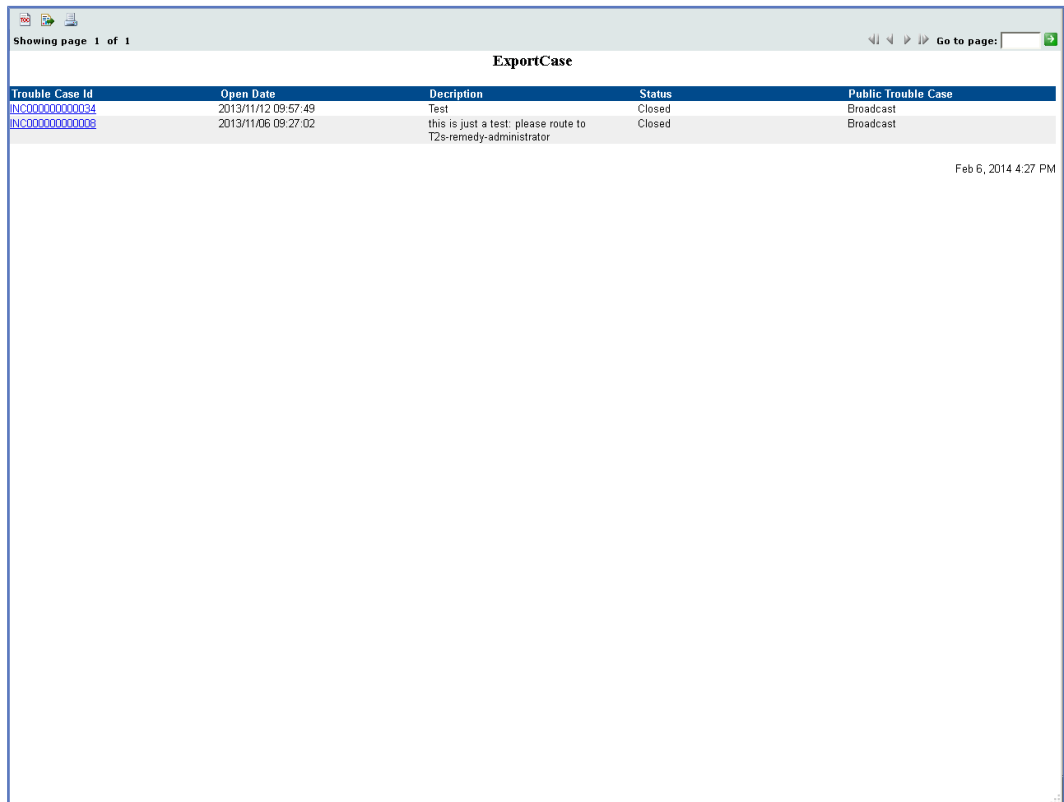 TOC
Showing page 1 of 1 Go to page:
ExportCase
Trouble Case Id Open Date Decription Status Public Trouble Case
INC000000000034 2013/11/12 09:57:49 Test Closed Broadcast
INC000000000008 2013/11/06 09:27:02 this is just a test: please route to Closed Broadcast
T2s-remedy-administrator
Feb 6, 2014 4:27 PM